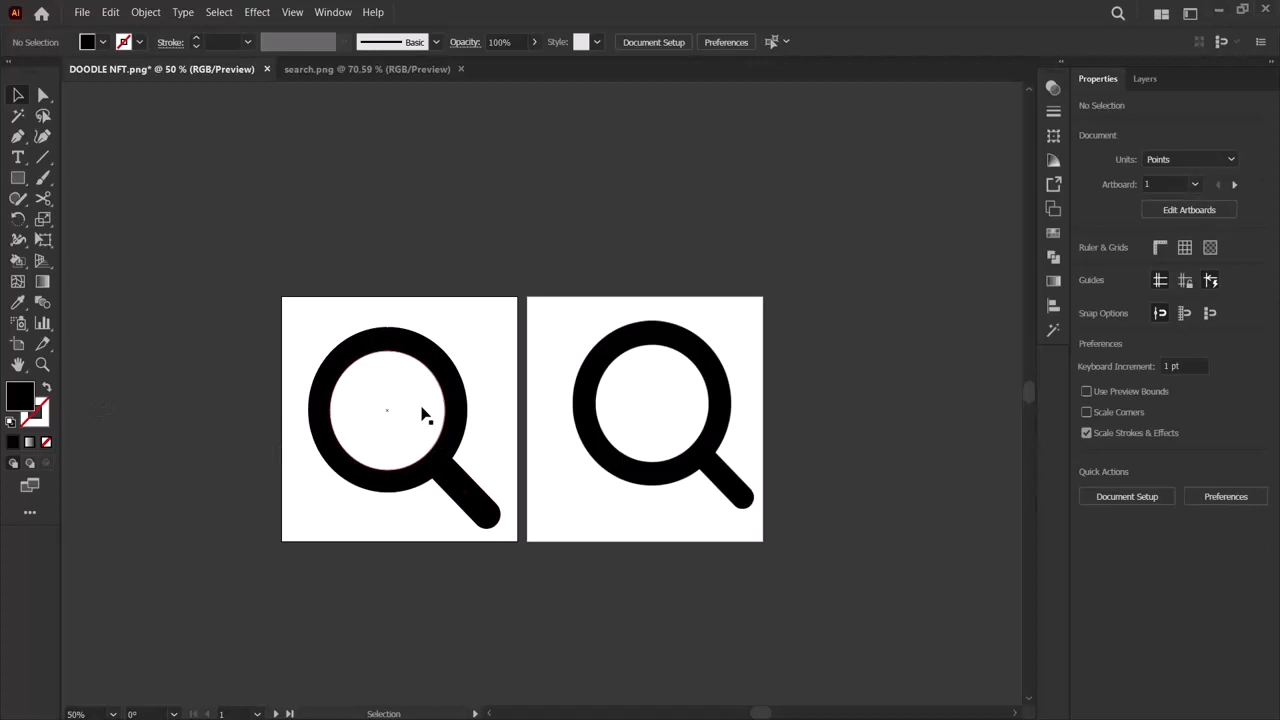 Ai File Edit Object Type Select Effect View Window Help
No Selection Stroke: Basic Opacity: 100% Style: Document Setup Preferences
DOODLE NFT.png* @ 50 % (RGB/Preview) × search.png @ 70.59 % (RGB/Preview) ×
Properties Layers
No Selection
Document
Units: Points
Artboard: 1
Edit Artboards
Ruler & Grids
Guides
Snap Options
Preferences
Keyboard Increment: 1 pt
Use Preview Bounds
Scale Corners
Scale Strokes & Effects
Quick Actions
Document Setup Preferences
50% 0° 1 Selection